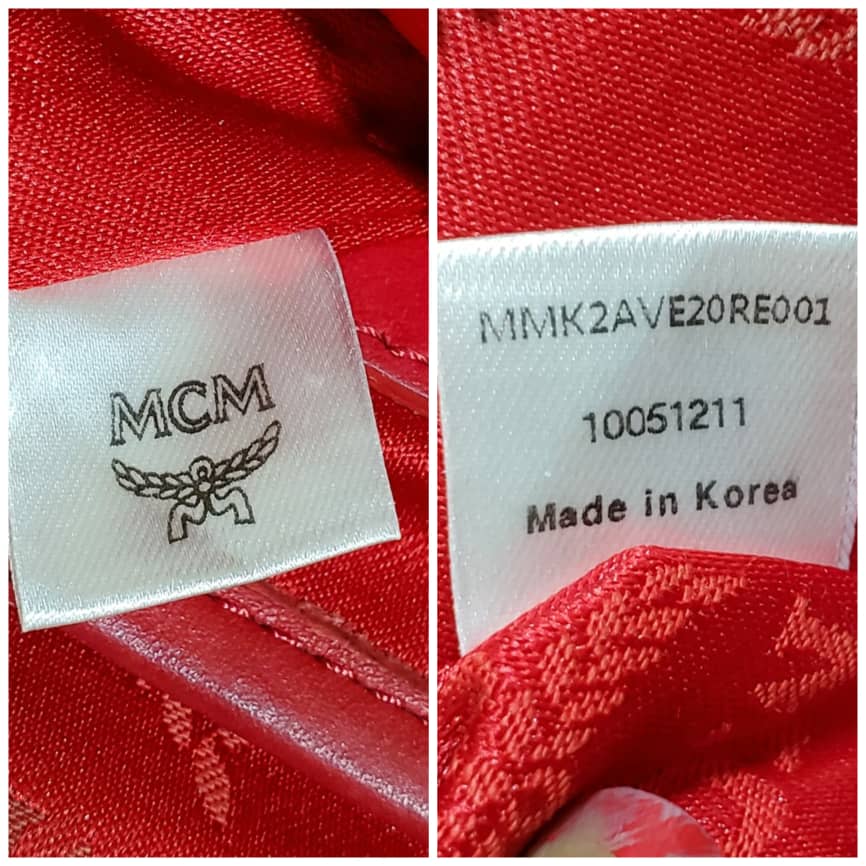 MCM
MMK2AVE20RE001
10051211
Made in Korea